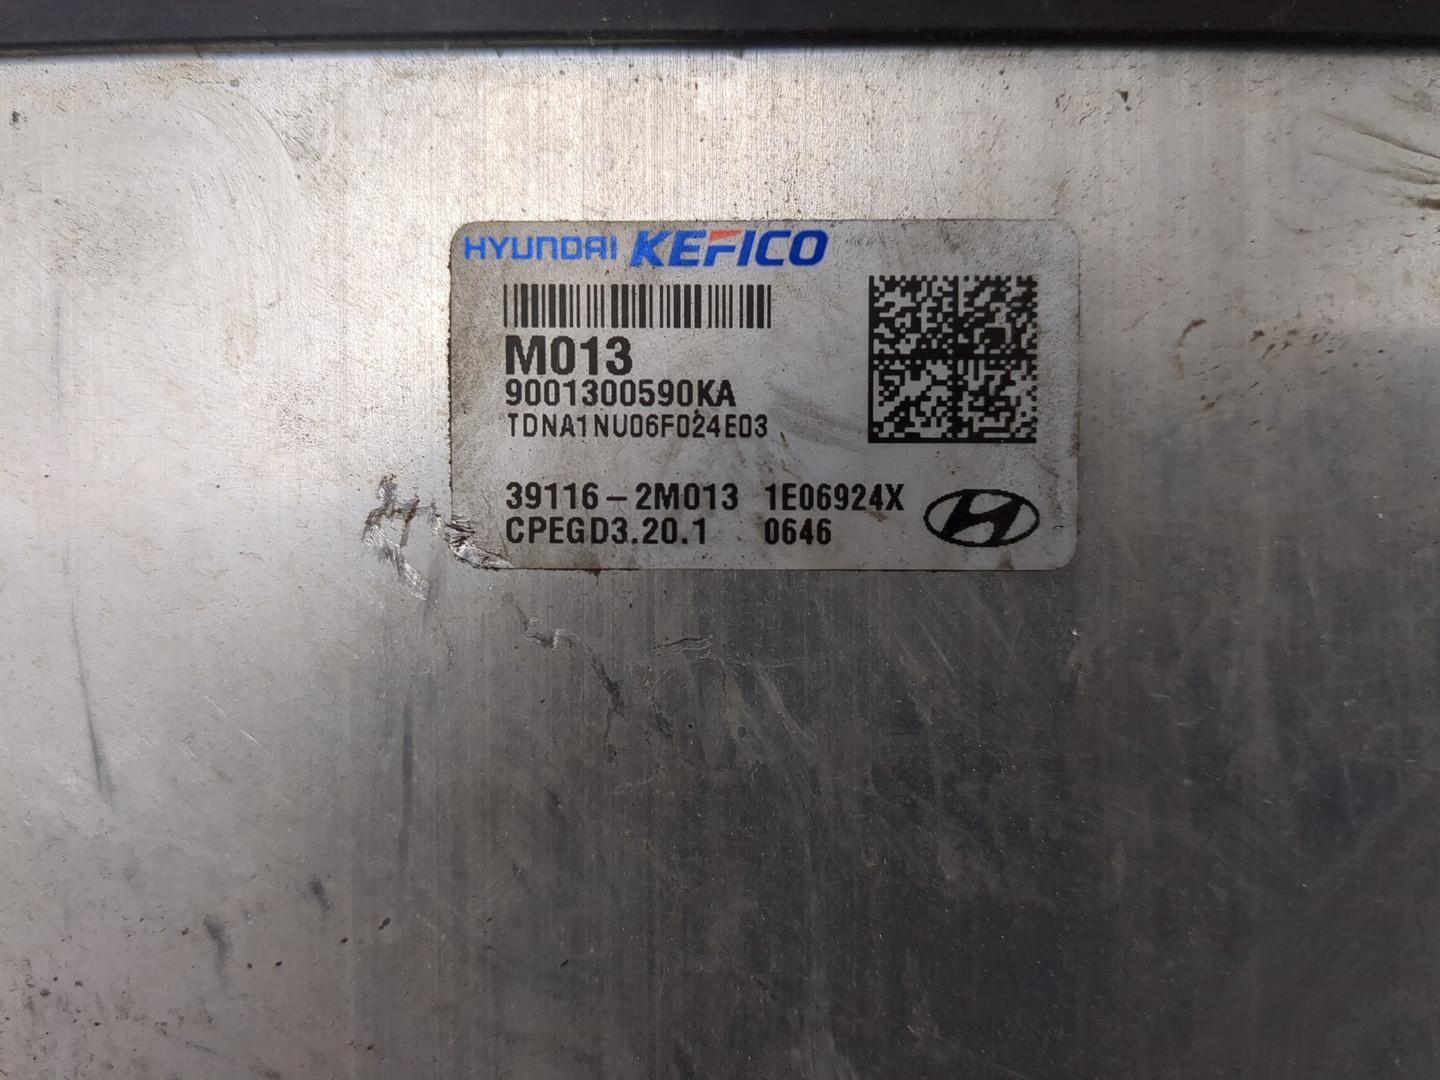 HYUNDAI KEFICO
M013
9001300590KA
TDNA1NU06F024E03
39116-2M013 1E06924X
CPEGD3.20.1 0646